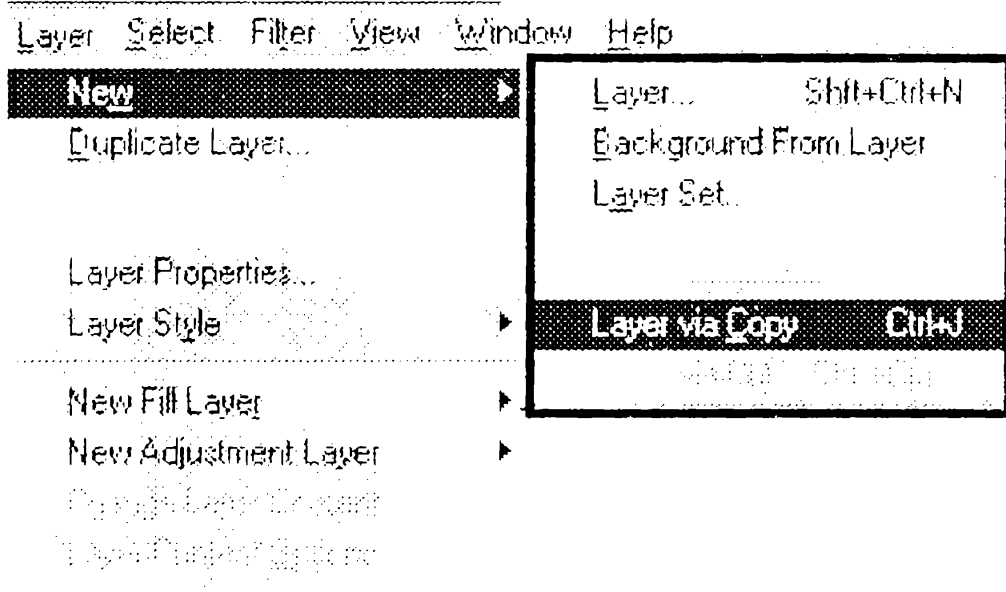 Layer Select Filter View Window Help
New
Duplicate Layer...
Layer Properties...
Layer Style
New Fill Layer
New Adjustment Layer
Layer... Shft+Ctrl+N
Background From Layer
Layer Set...
Layer via Copy Ctrl+J